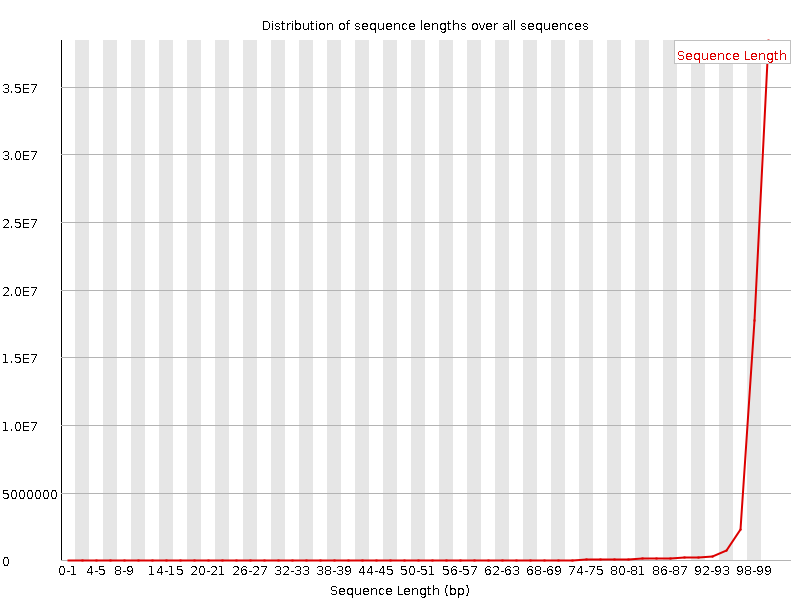 Distribution of sequence lengths over all sequences
Sequence Length
3.5E7
3.0E7
2.5E7
2.0E7
1.5E7
1.0E7
5000000
0
0-1 4-5 8-9 14-15 20-21 26-27 32-33 38-39 44-45 50-51 56-57 62-63 68-69 74-75 80-81 86-87 92-93 98-99
Sequence Length (bp)